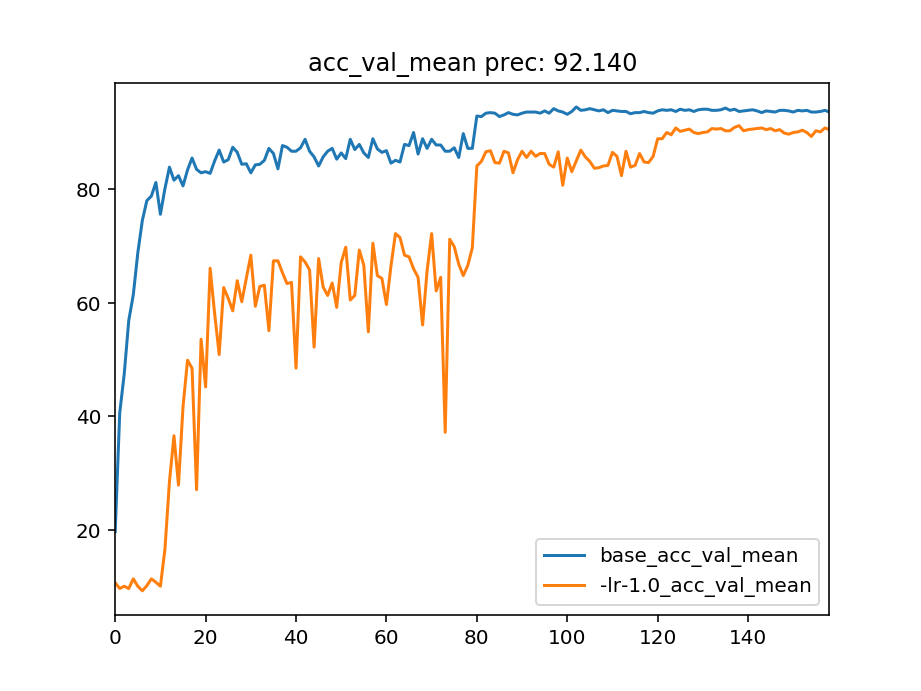 acc_val_mean prec: 92.140
80
60
40
20
0 20 40 60 80 100 120 140
base_acc_val_mean
-lr-1.0_acc_val_mean